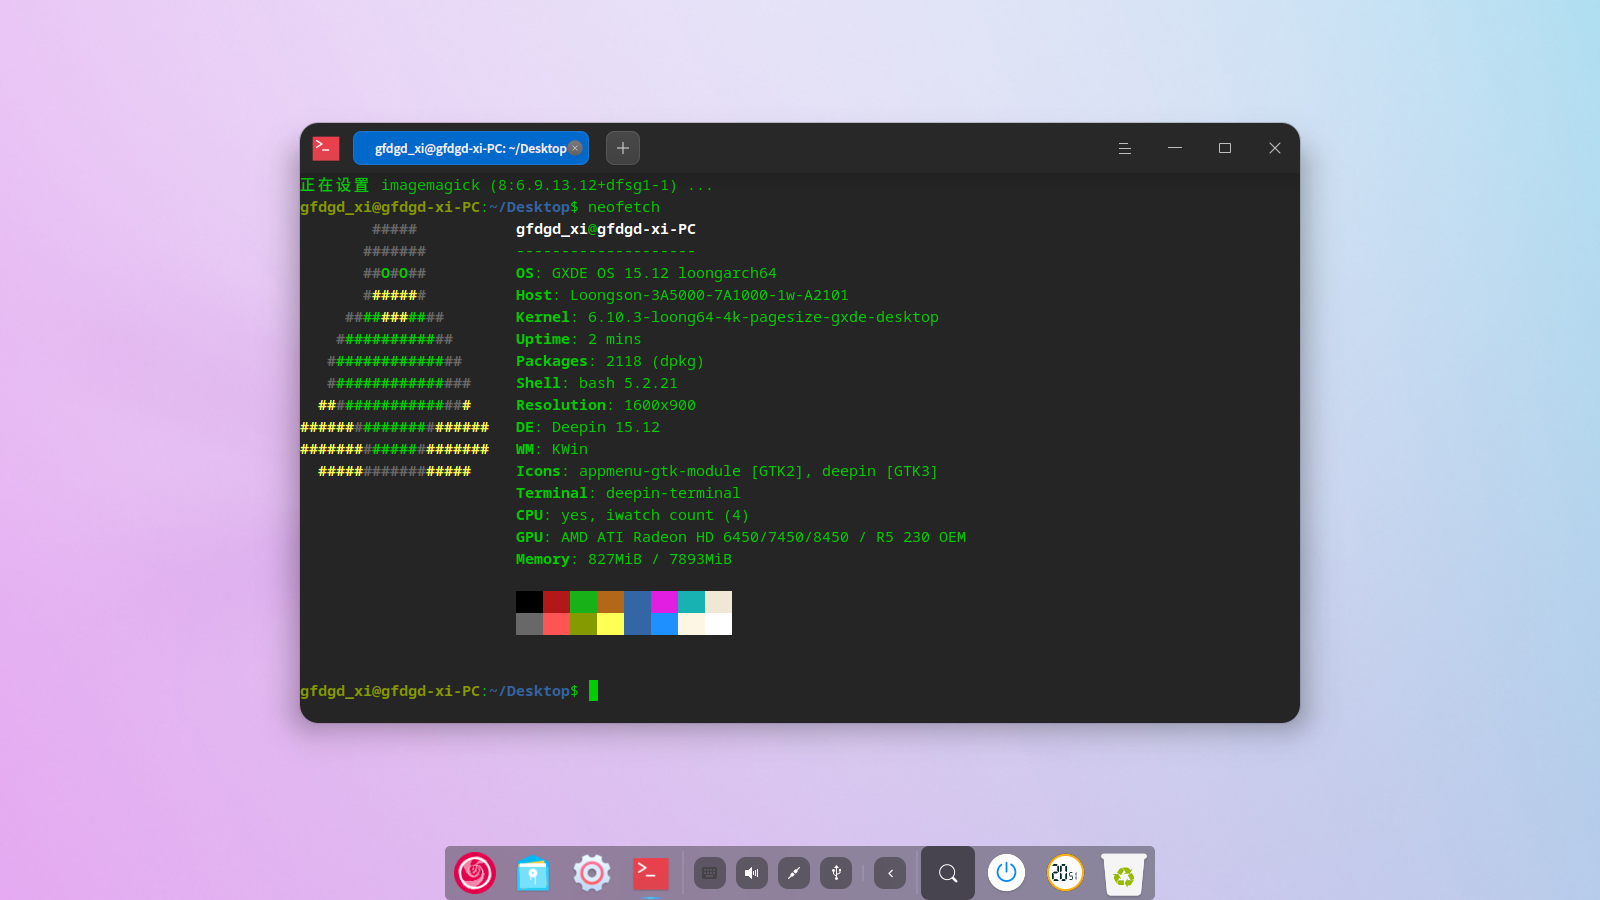 gfdgd_xi@gfdgd-xi-PC: ~/Desktop
正在设置 imagemagick (8:6.9.13.12+dfsg1-1) ...
gfdgd_xi@gfdgd-xi-PC:~/Desktop$ neofetch
##### gfdgd_xi@gfdgd-xi-PC
####### --------------------
##O#O## OS: GXDE OS 15.12 loongarch64
####### Host: Loongson-3A5000-7A1000-1w-A2101
########### Kernel: 6.10.3-loong64-4k-pagesize-gxde-desktop
############# Uptime: 2 mins
############### Packages: 2118 (dpkg)
################ Shell: bash 5.2.21
################# Resolution: 1600x900
##################### DE: Deepin 15.12
##################### WM: KWin
################# Icons: appmenu-gtk-module [GTK2], deepin [GTK3]
Terminal: deepin-terminal
CPU: yes, iwatch count (4)
GPU: AMD ATI Radeon HD 6450/7450/8450 / R5 230 OEM
Memory: 827MiB / 7893MiB
gfdgd_xi@gfdgd-xi-PC:~/Desktop$
20 51